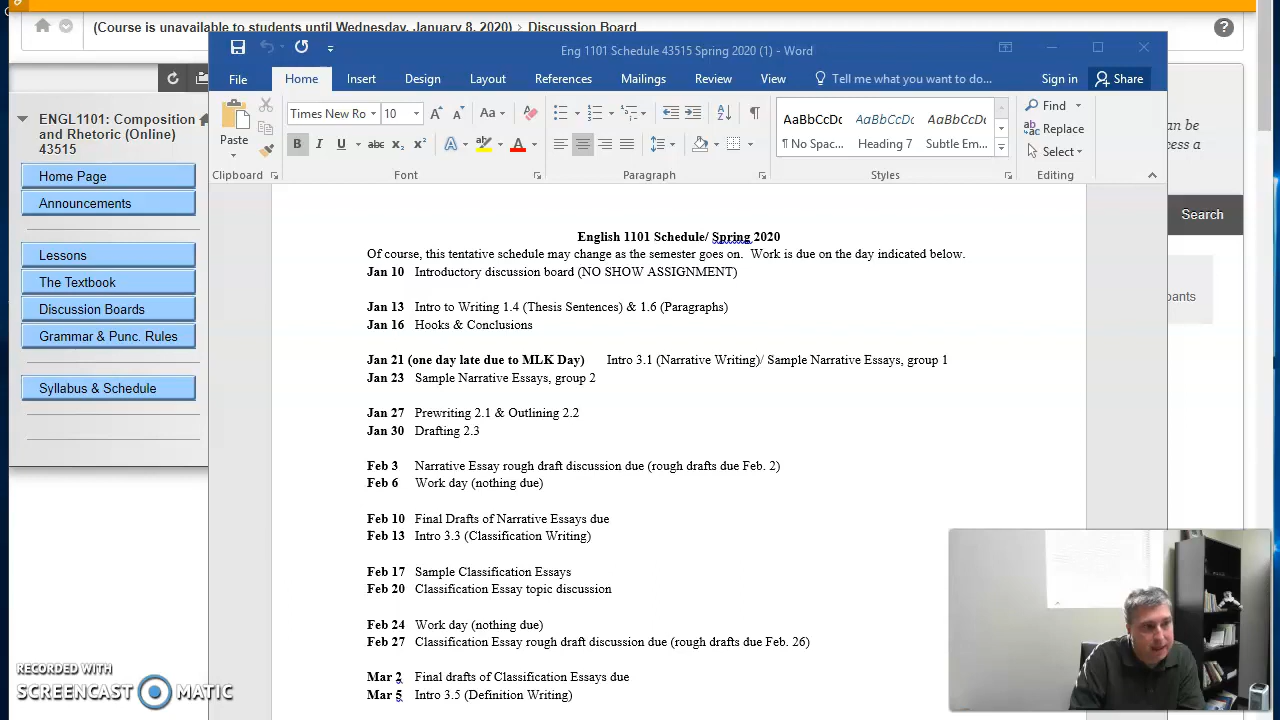 (Course is unavailable to students until Wednesday, January 8, 2020) > Discussion Board
?
Eng 1101 Schedule 43515 Spring 2020 (1) - Word
File Home Insert Design Layout References Mailings Review View Tell me what you want to do... Sign in Share
Times New Ro 10 Aa
Paste
B I U abc x₂ x² A A
AaBbCcDc AaBbCcDc AaBbCcDc
¶ No Spac... Heading 7 Subtle Em...
Find
Replace
Select
Clipboard Font Paragraph Styles Editing
ENGL1101: Composition
and Rhetoric (Online)
43515
Home Page
Announcements
Lessons
The Textbook
Discussion Boards
Grammar & Punc. Rules
Syllabus & Schedule
an be
ess a
Search
pants
English 1101 Schedule/ Spring 2020
Of course, this tentative schedule may change as the semester goes on. Work is due on the day indicated below.
Jan 10 Introductory discussion board (NO SHOW ASSIGNMENT)
Jan 13 Intro to Writing 1.4 (Thesis Sentences) & 1.6 (Paragraphs)
Jan 16 Hooks & Conclusions
Jan 21 (one day late due to MLK Day) Intro 3.1 (Narrative Writing)/ Sample Narrative Essays, group 1
Jan 23 Sample Narrative Essays, group 2
Jan 27 Prewriting 2.1 & Outlining 2.2
Jan 30 Drafting 2.3
Feb 3 Narrative Essay rough draft discussion due (rough drafts due Feb. 2)
Feb 6 Work day (nothing due)
Feb 10 Final Drafts of Narrative Essays due
Feb 13 Intro 3.3 (Classification Writing)
Feb 17 Sample Classification Essays
Feb 20 Classification Essay topic discussion
Feb 24 Work day (nothing due)
Feb 27 Classification Essay rough draft discussion due (rough drafts due Feb. 26)
Mar 2 Final drafts of Classification Essays due
Mar 5 Intro 3.5 (Definition Writing)
RECORDED WITH
SCREENCAST MATIC